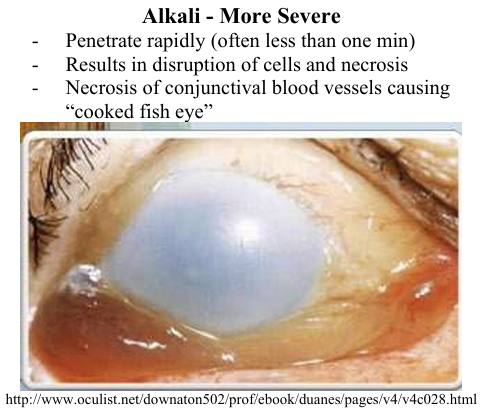 Alkali - More Severe
- Penetrate rapidly (often less than one min)
- Results in disruption of cells and necrosis
- Necrosis of conjunctival blood vessels causing
“cooked fish eye”
http://www.oculist.net/downaton502/prof/ebook/duanes/pages/v4/v4c028.html